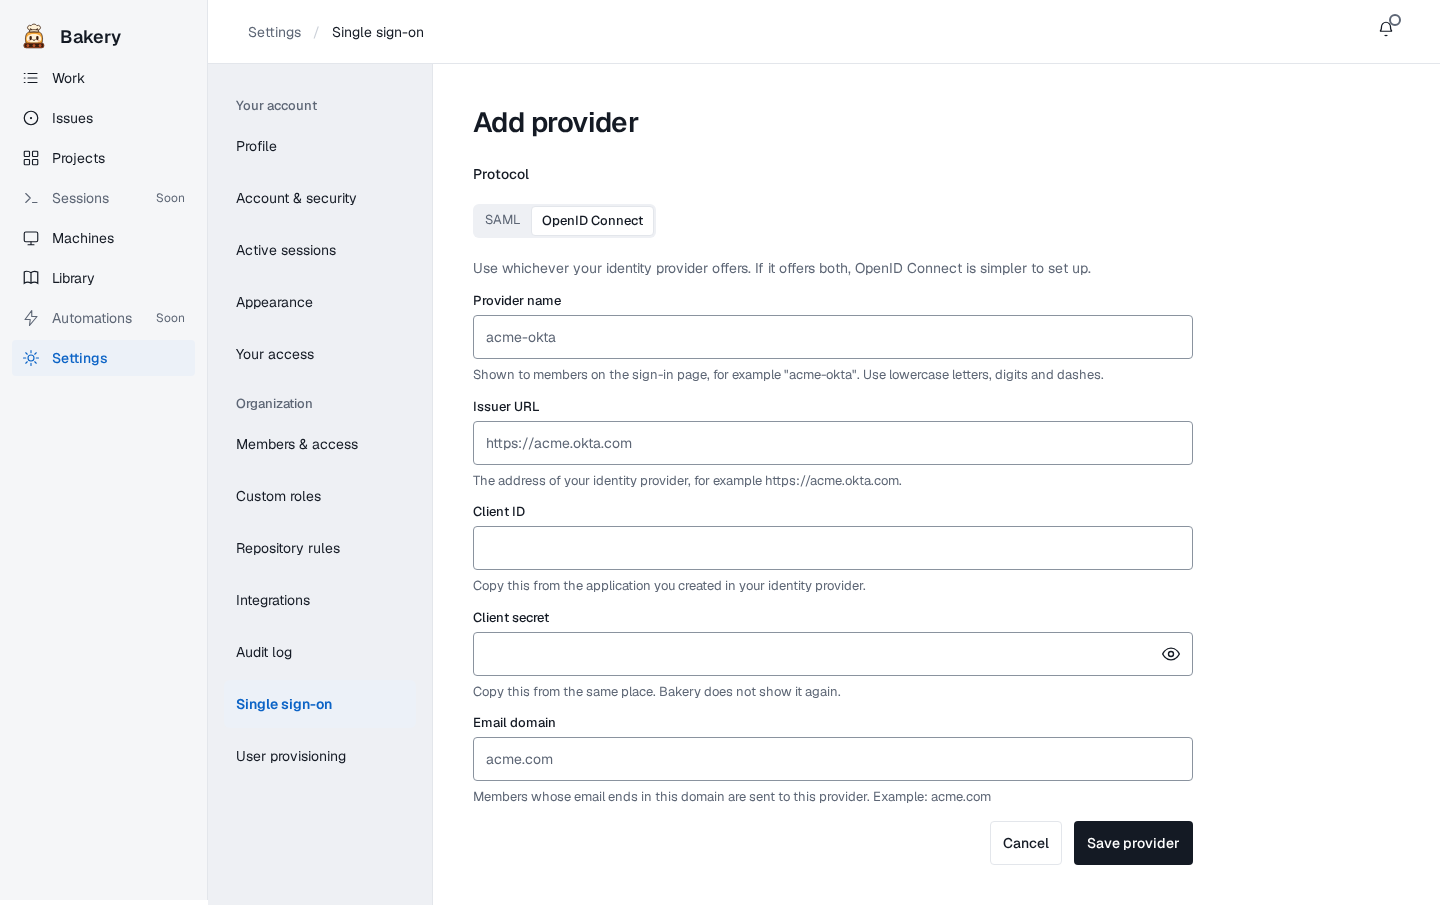 Bakery
Work
Issues
Projects
Sessions Soon
Machines
Library
Automations Soon
Settings
Settings / Single sign-on
Your account
Profile
Account & security
Active sessions
Appearance
Your access
Organization
Members & access
Custom roles
Repository rules
Integrations
Audit log
Single sign-on
User provisioning
Add provider
Protocol
SAML OpenID Connect
Use whichever your identity provider offers. If it offers both, OpenID Connect is simpler to set up.
Provider name
acme-okta
Shown to members on the sign-in page, for example "acme-okta". Use lowercase letters, digits and dashes.
Issuer URL
https://acme.okta.com
The address of your identity provider, for example https://acme.okta.com.
Client ID
Copy this from the application you created in your identity provider.
Client secret
Copy this from the same place. Bakery does not show it again.
Email domain
acme.com
Members whose email ends in this domain are sent to this provider. Example: acme.com
Cancel Save provider